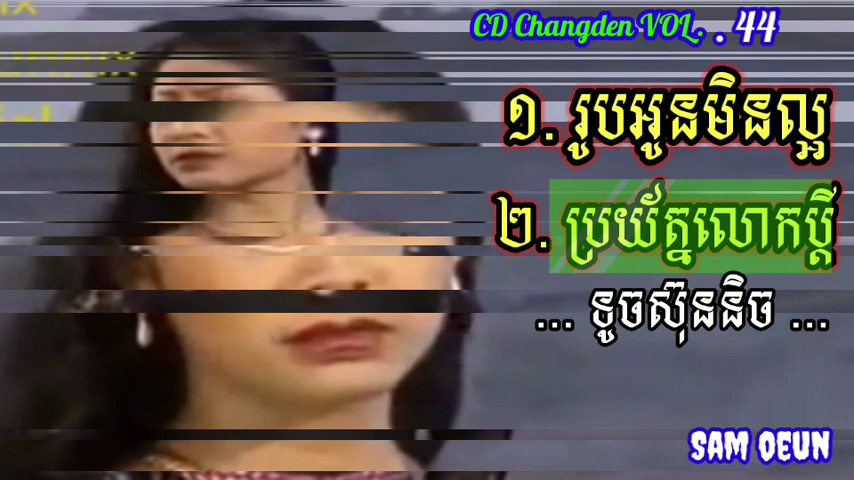 CD Changden VOL. . 44
១. រូបអូនមិនល្អ
២. ប្រយ័ត្នលោកប្ដី
... ទូចស៊ុននិច ...
SAM OEUN